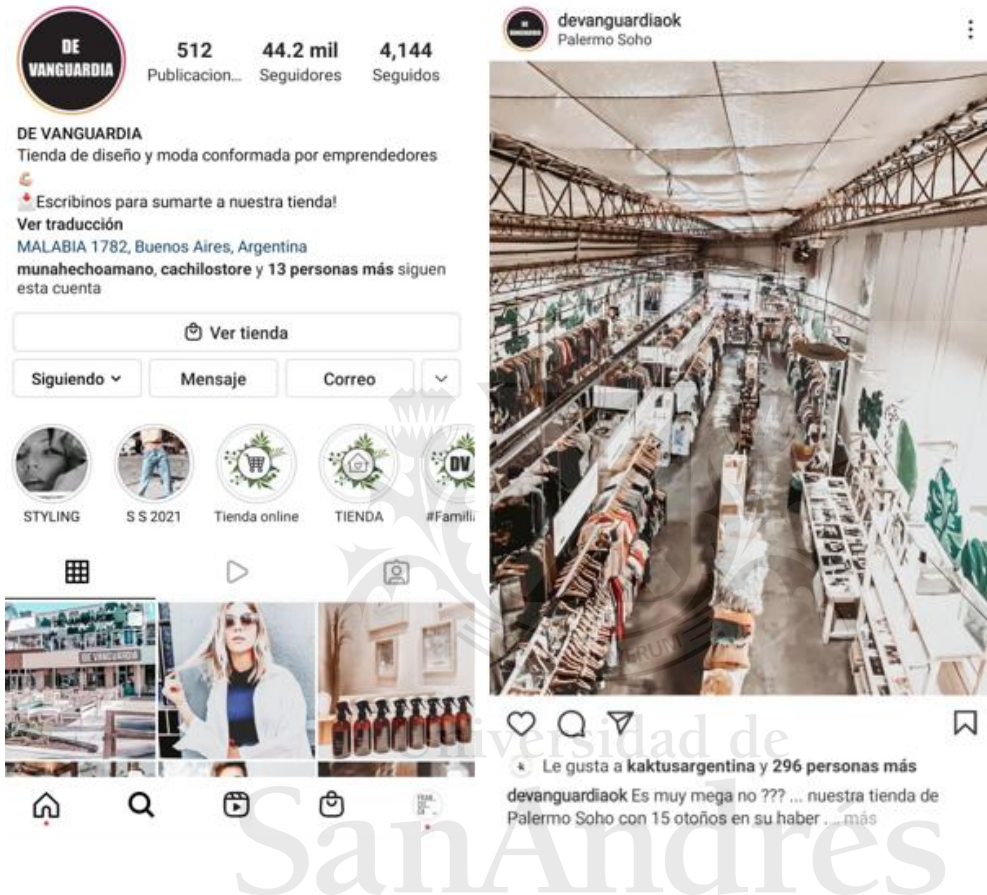 DE
VANGUARDIA
512
Publicacion...
44.2 mil
Seguidores
4,144
Seguidos
DE VANGUARDIA
Tienda de diseño y moda conformada por emprendedores
Escribinos para sumarte a nuestra tienda!
Ver traducción
MALABIA 1782, Buenos Aires, Argentina
munahechoamano, cachilostore y 13 personas más siguen
esta cuenta
Ver tienda
Siguiendo
Mensaje
Correo
DV
STYLING
S S 2021
Tienda online
TIENDA
#Famili
DE VANGUARDIA
devanguardiaok
Palermo Soho
Le gusta a kaktusargentina y 296 personas más
devanguardiaok Es muy mega no ??? ... nuestra tienda de
Palermo Soho con 15 otoños en su haber ... más
Universidad de
SanAndrés